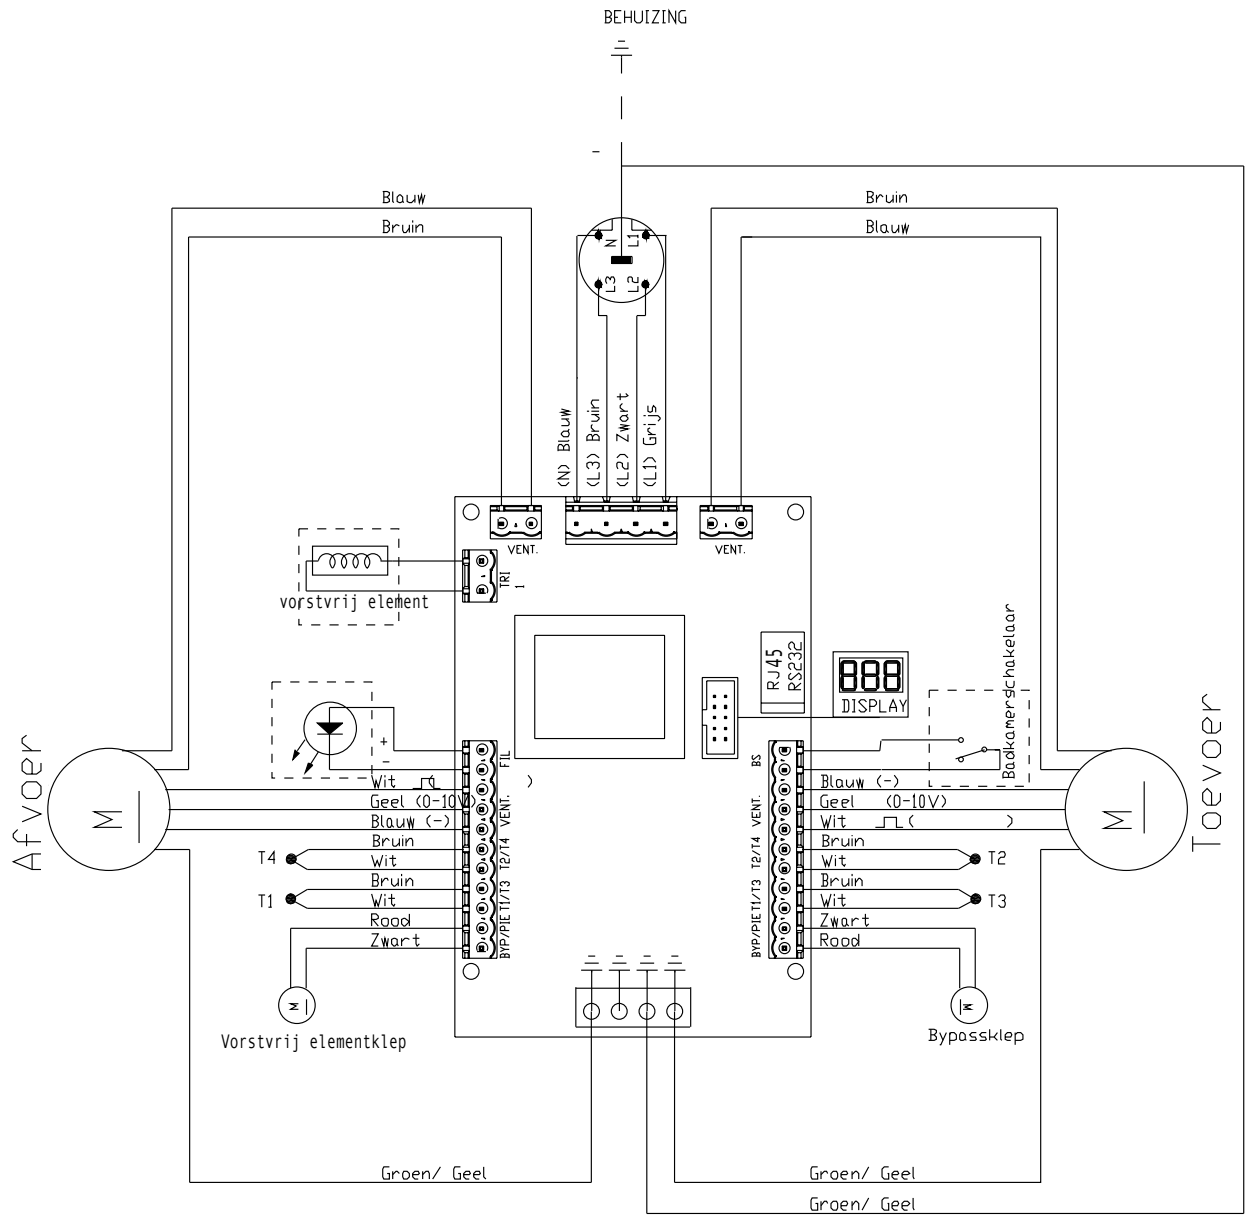 BEHUIZING
Blauw
Bruin
Bruin
Blauw
N
L1
L3
L2
(N) Blauw
(L3) Bruin
(L2) Zwart
(L1) Grijs
VENT.
VENT.
TRI
1
vorstvrij element
RJ45
RS232
DISPLAY
Badkamerschakelaar
Afvoer
M
Toevoer
M
+
-
FIL
VENT.
T2/T4
T1/T3
BYP/PIE
BS
VENT.
T2/T4
T1/T3
BYP/PIE
Wit ( )
Geel (0-10V)
Blauw (-)
Bruin
T4
Wit
Bruin
T1
Wit
Rood
Zwart
Blauw (-)
Geel (0-10V)
Wit ( )
Bruin
T2
Wit
Bruin
T3
Wit
Zwart
Rood
M
Vorstvrij elementklep
M
Bypassklep
Groen/ Geel
Groen/ Geel
Groen/ Geel